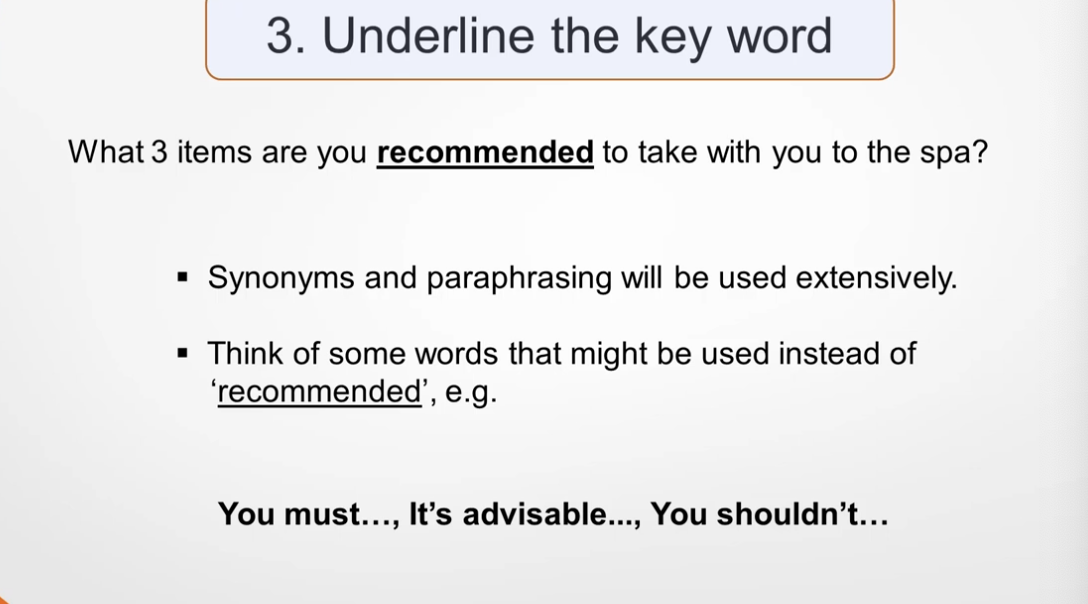 3. Underline the key word
What 3 items are you recommended to take with you to the spa?
▪ Synonyms and paraphrasing will be used extensively.
▪ Think of some words that might be used instead of
‘recommended’, e.g.
You must…, It’s advisable..., You shouldn’t…